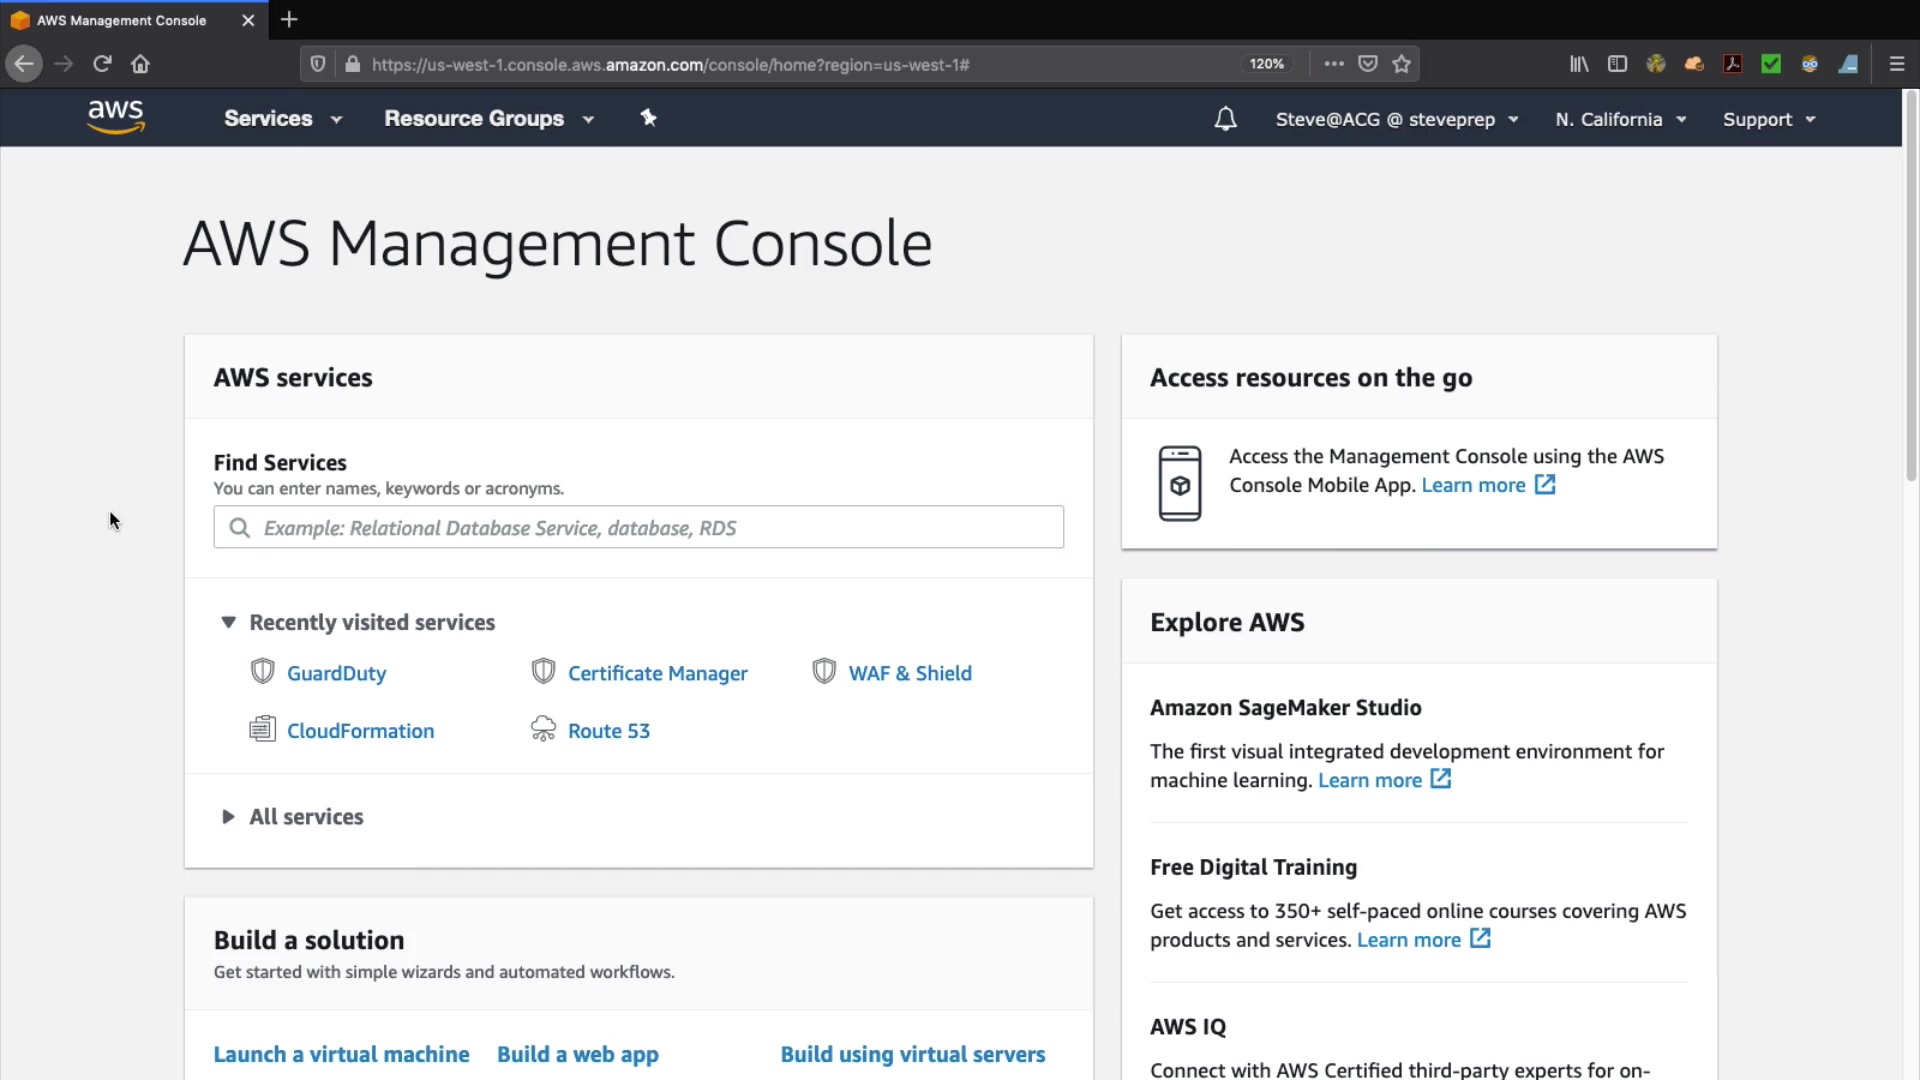 AWS Management Console
https://us-west-1.console.aws.amazon.com/console/home?region=us-west-1#
120%
aws
Services
Resource Groups
Steve@ACG @ steveprep
N. California
Support
AWS Management Console
AWS services
Find Services
You can enter names, keywords or acronyms.
Example: Relational Database Service, database, RDS
Recently visited services
GuardDuty
Certificate Manager
WAF & Shield
CloudFormation
Route 53
All services
Build a solution
Get started with simple wizards and automated workflows.
Launch a virtual machine
Build a web app
Build using virtual servers
Access resources on the go
Access the Management Console using the AWS
Console Mobile App. Learn more
Explore AWS
Amazon SageMaker Studio
The first visual integrated development environment for
machine learning. Learn more
Free Digital Training
Get access to 350+ self-paced online courses covering AWS
products and services. Learn more
AWS IQ
Connect with AWS Certified third-party experts for on-